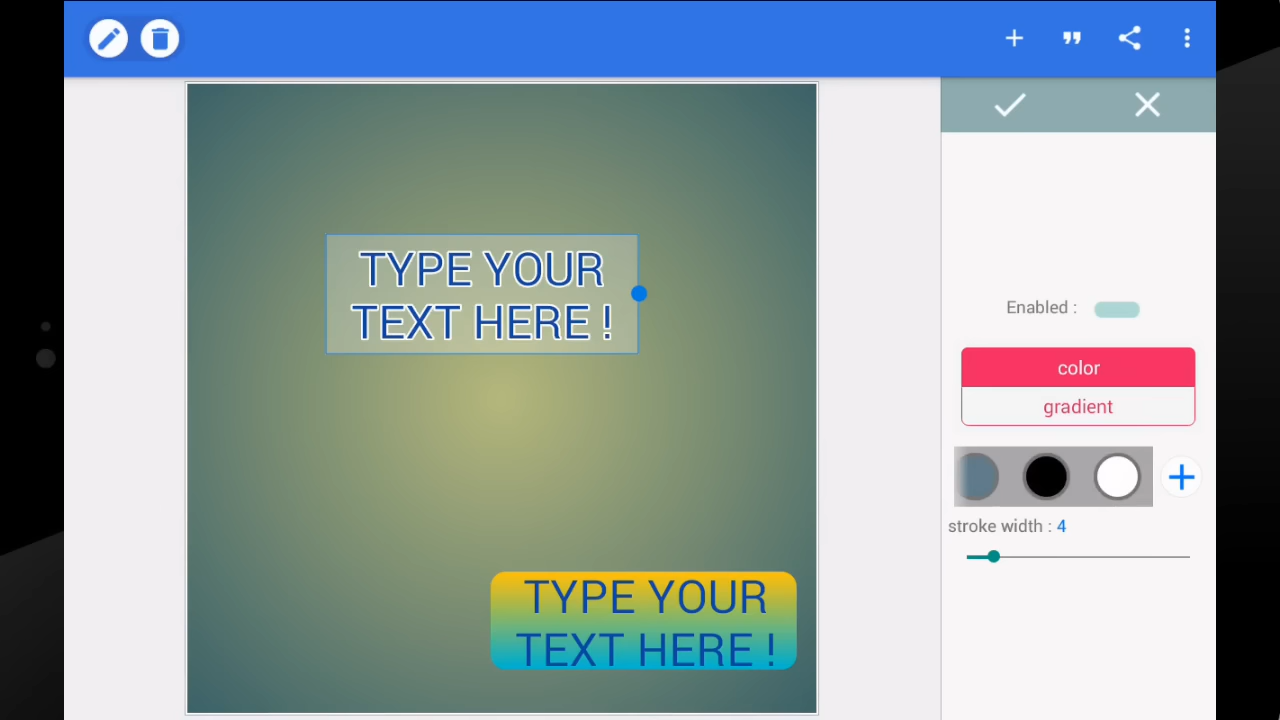 TYPE YOUR
TEXT HERE !
Enabled :
color
gradient
stroke width : 4
TYPE YOUR
TEXT HERE !